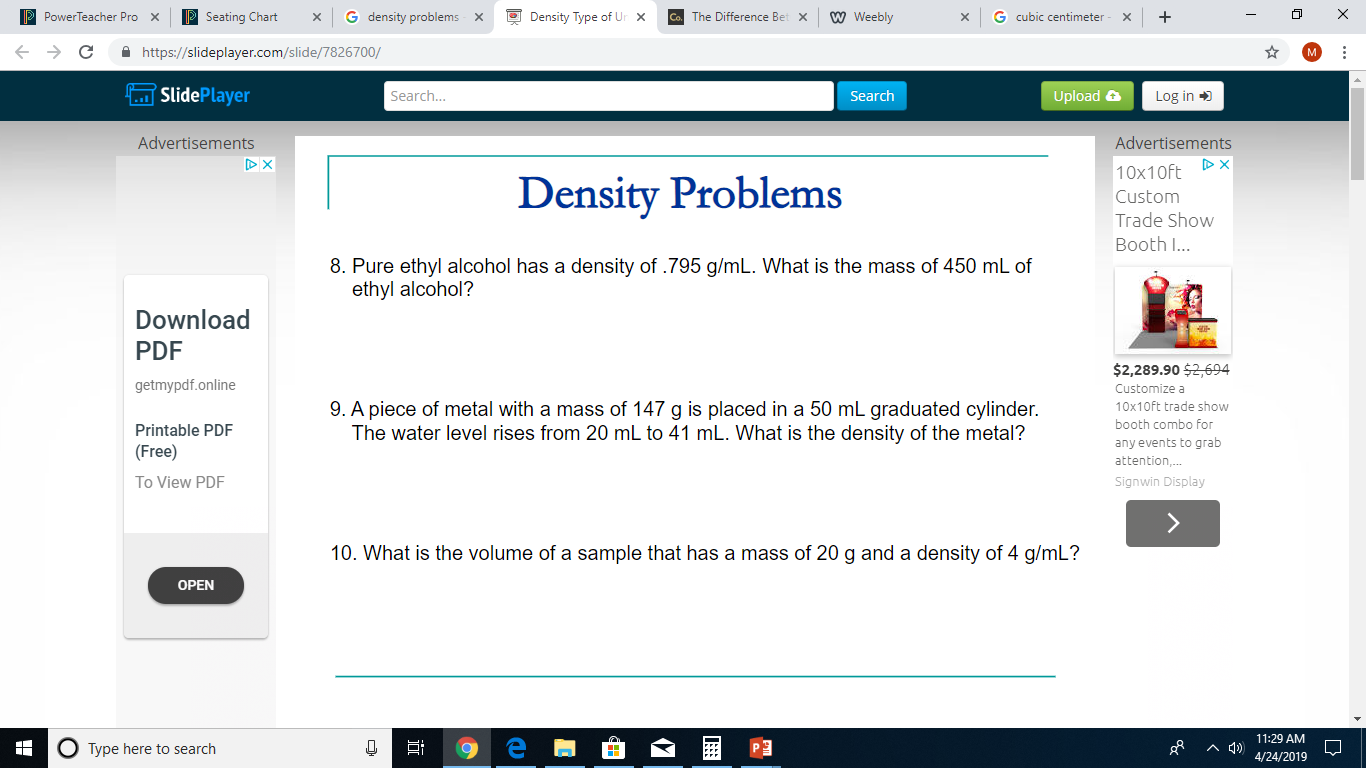 PowerTeacher Pro
Seating Chart
density problems
Density Type of Ur
Co.
The Difference Bet
Weebly
cubic centimeter -
https://slideplayer.com/slide/7826700/
M
SlidePlayer
Search...
Search
Upload
Log in
Advertisements
Download
PDF
getmypdf.online
Printable PDF
(Free)
To View PDF
OPEN
Density Problems
8. Pure ethyl alcohol has a density of .795 g/mL. What is the mass of 450 mL of
ethyl alcohol?
9. A piece of metal with a mass of 147 g is placed in a 50 mL graduated cylinder.
The water level rises from 20 mL to 41 mL. What is the density of the metal?
10. What is the volume of a sample that has a mass of 20 g and a density of 4 g/mL?
Advertisements
10x10ft
Custom
Trade Show
Booth I...
$2,289.90 $2,694
Customize a
10x10ft trade show
booth combo for
any events to grab
attention,...
Signwin Display
Type here to search
11:29 AM
4/24/2019